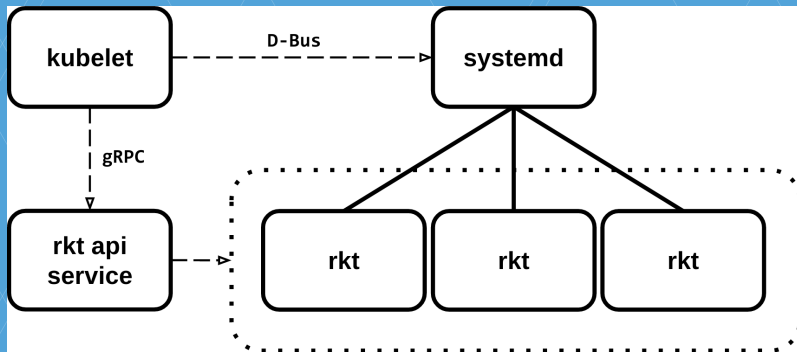 kubelet
D-Bus
systemd
gRPC
rkt api
service
rkt
rkt
rkt